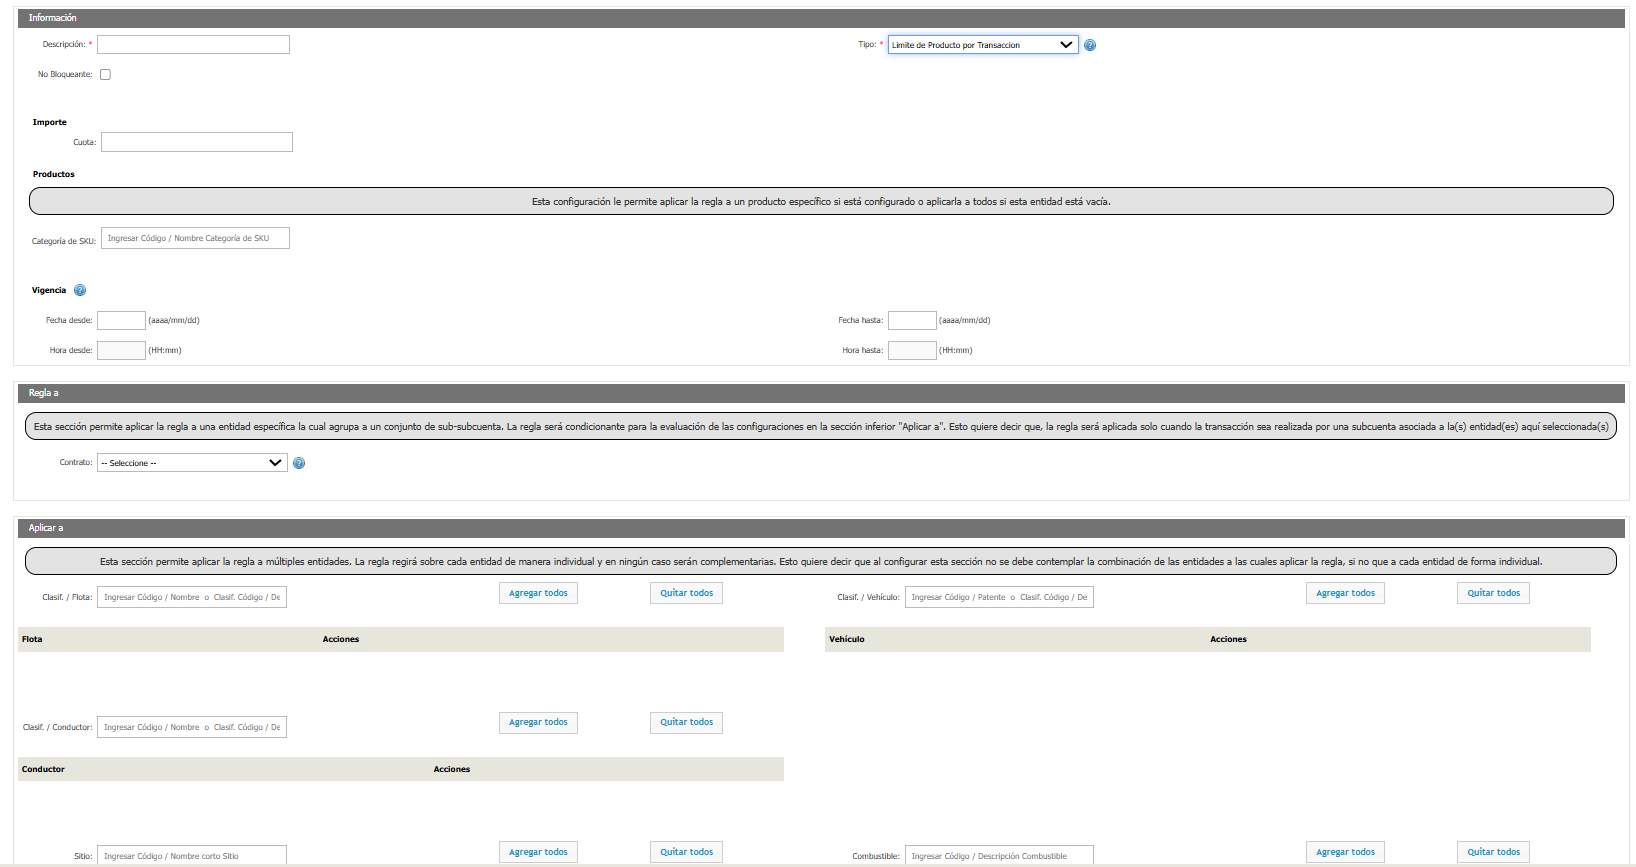 Información
Descripción: *
Tipo: * Limite de Producto por Transaccion
No Bloqueante:
Importe
Cuota:
Productos
Esta configuración le permite aplicar la regla a un producto específico si está configurado o aplicarla a todos si esta entidad está vacía.
Categoría de SKU: Ingresar Código / Nombre Categoría de SKU
Vigencia
Fecha desde: (aaaa/mm/dd)
Fecha hasta: (aaaa/mm/dd)
Hora desde: (HH:mm)
Hora hasta: (HH:mm)
Regla a
Esta sección permite aplicar la regla a una entidad específica la cual agrupa a un conjunto de sub-subcuenta. La regla será condicionante para la evaluación de las configuraciones en la sección inferior "Aplicar a". Esto quiere decir que, la regla será aplicada solo cuando la transacción sea realizada por una subcuenta asociada a la(s) entidad(es) aquí seleccionada(s)
Contrato: -- Seleccione --
Aplicar a
Esta sección permite aplicar la regla a múltiples entidades. La regla regirá sobre cada entidad de manera individual y en ningún caso serán complementarias. Esto quiere decir que al configurar esta sección no se debe contemplar la combinación de las entidades a las cuales aplicar la regla, si no que a cada entidad de forma individual.
Clasif. / Flota: Ingresar Código / Nombre o Clasif. Código / De
Agregar todos
Quitar todos
Clasif. / Vehículo: Ingresar Código / Patente o Clasif. Código / De
Agregar todos
Quitar todos
Flota Acciones
Vehículo Acciones
Clasif. / Conductor: Ingresar Código / Nombre o Clasif. Código / De
Agregar todos
Quitar todos
Conductor Acciones
Sitio: Ingresar Código / Nombre corto Sitio
Agregar todos
Quitar todos
Combustible: Ingresar Código / Descripción Combustible
Agregar todos
Quitar todos